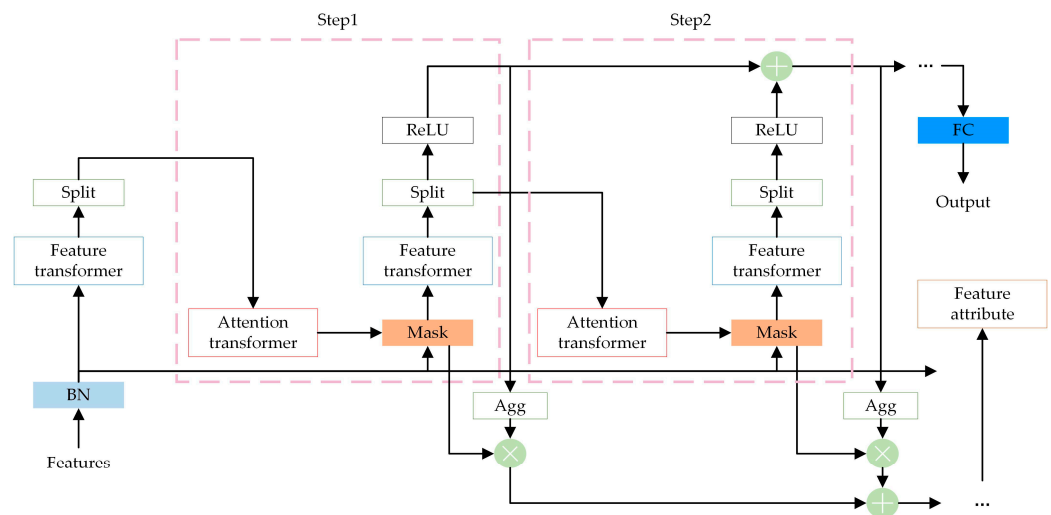 Step1
Step2
...
ReLU
ReLU
FC
Split
Split
Split
Output
Feature
transformer
Feature
transformer
Feature
transformer
Feature
attribute
Attention
transformer
Mask
Attention
transformer
Mask
BN
Agg
Agg
Features
...